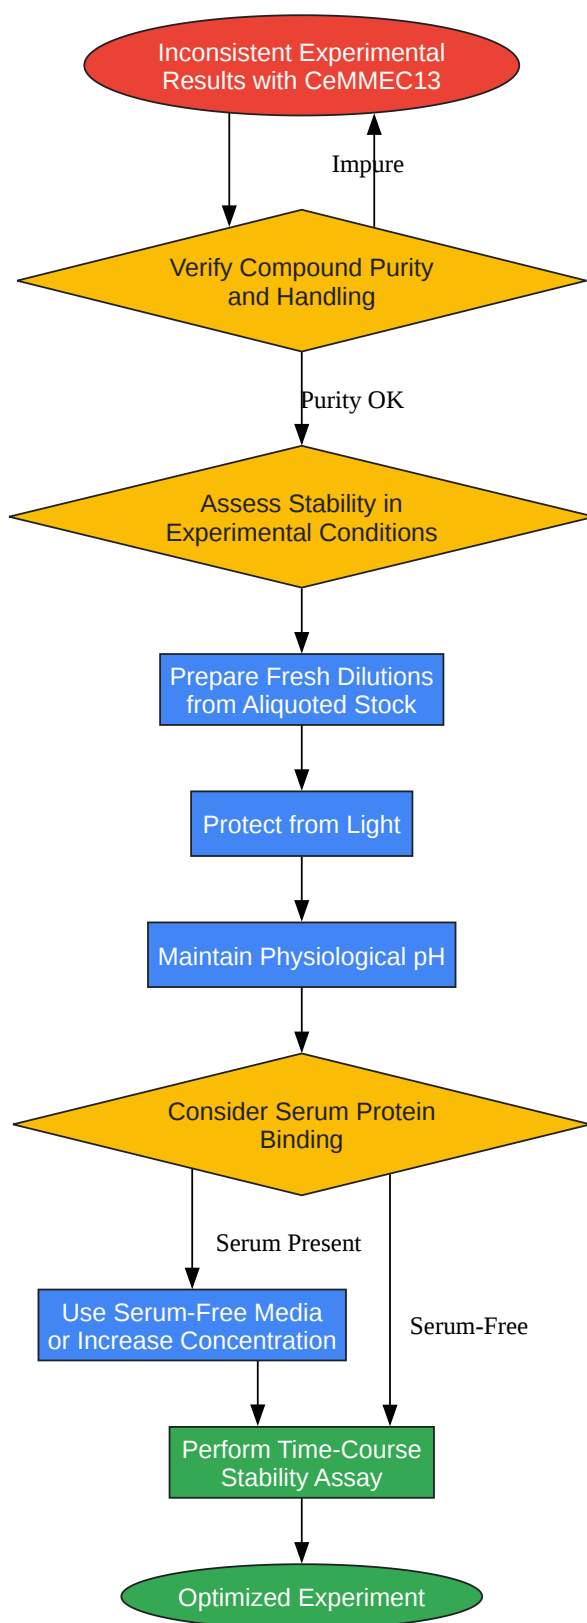 Inconsistent Experimental
Results with CeMMEC13
Impure
Verify Compound Purity
and Handling
Purity OK
Assess Stability in
Experimental Conditions
Prepare Fresh Dilutions
from Aliquoted Stock
Protect from Light
Maintain Physiological pH
Consider Serum Protein
Binding
Serum Present
Use Serum-Free Media
or Increase Concentration
Serum-Free
Perform Time-Course
Stability Assay
Optimized Experiment